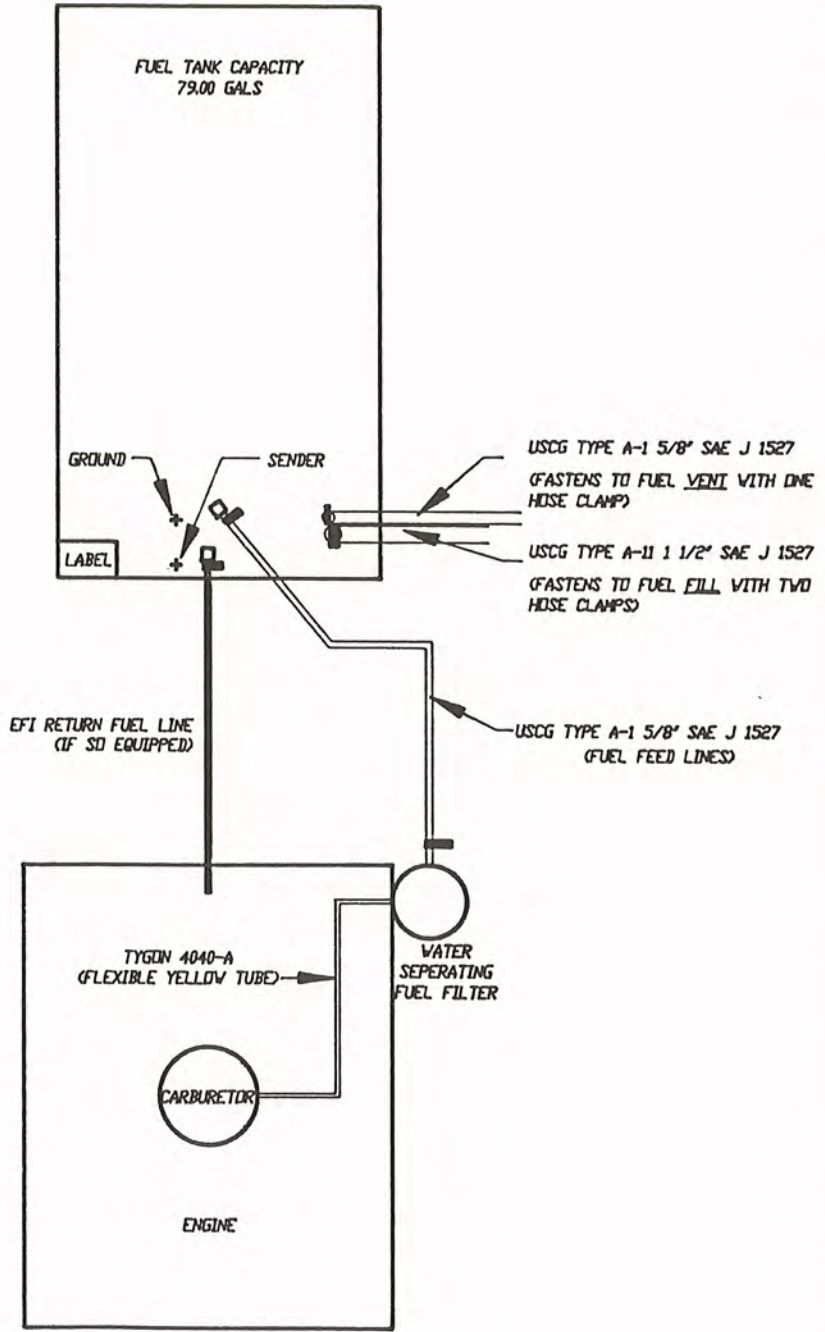 FUEL TANK CAPACITY
79.00 GALS
GROUND
SENDER
LABEL
USCG TYPE A-1 5/8" SAE J 1527
(FASTENS TO FUEL VENT WITH ONE
HOSE CLAMP)
USCG TYPE A-11 1 1/2" SAE J 1527
(FASTENS TO FUEL FILL WITH TWO
HOSE CLAMPS)
EFI RETURN FUEL LINE
(IF SO EQUIPPED)
USCG TYPE A-1 5/8" SAE J 1527
(FUEL FEED LINES)
TYGON 4040-A
(FLEXIBLE YELLOW TUBE)
WATER
SEPERATING
FUEL FILTER
CARBURETOR
ENGINE